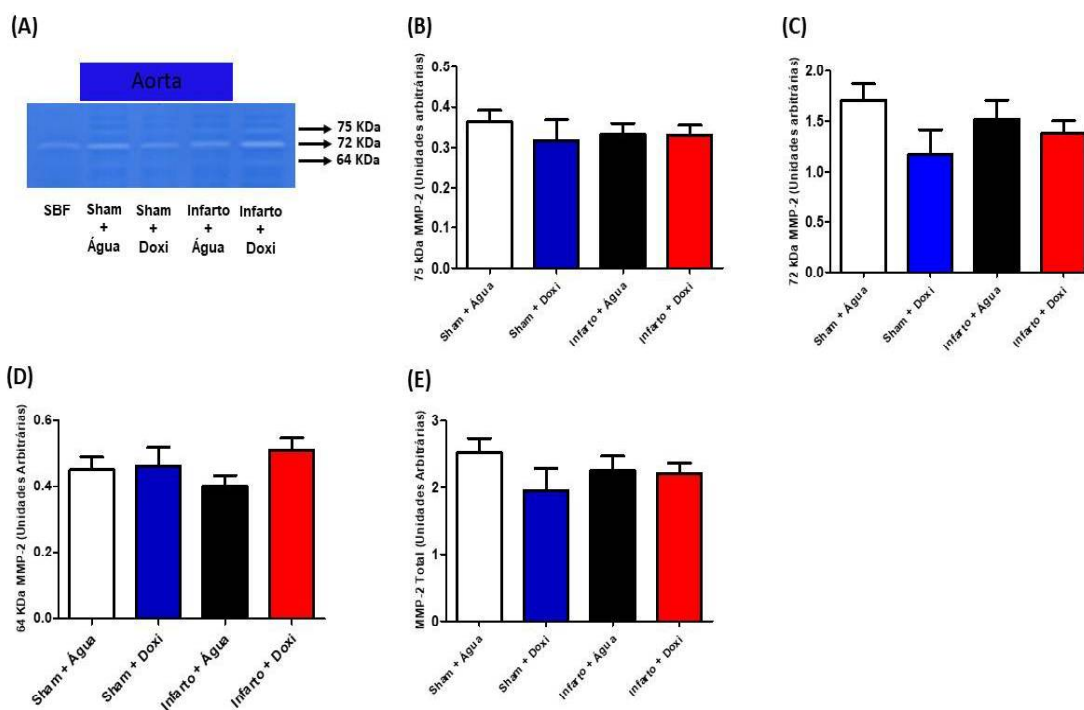 (A)
Aorta
75 KDa
72 KDa
64 KDa
SBF
Sham
+
Água
Sham
+
Doxi
Infarto
+
Água
Infarto
+
Doxi
(B)
75 KDa MMP-2 (Unidades arbitrárias)
0.5
0.4
0.3
0.2
0.1
0.0
Sham + Água
Sham + Doxi
Infarto + Água
Infarto + Doxi
(C)
72 kDa MMP-2 (Unidades arbitrárias)
2.0
1.5
1.0
0.5
0.0
Sham + Água
Sham + Doxi
Infarto + Água
Infarto + Doxi
(D)
64 KDa MMP-2 (Unidades Arbitrárias)
0.6
0.4
0.2
0.0
Sham + Água
Sham + Doxi
Infarto + Água
Infarto + Doxi
(E)
MMP-2 Total (Unidades Arbitrárias)
3
2
1
0
Sham + Água
Sham + Doxi
Infarto + Água
Infarto + Doxi